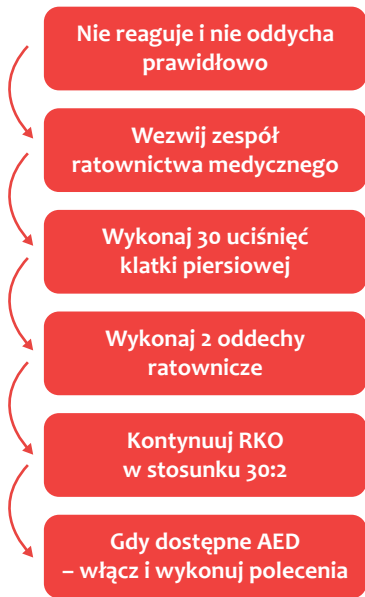 Nie reaguje i nie oddycha
prawidłowo
Wezwij zespół
ratownictwa medycznego
Wykonaj 30 uciśnięć
klatki piersiowej
Wykonaj 2 oddechy
ratownicze
Kontynuuj RKO
w stosunku 30:2
Gdy dostępne AED
– włącz i wykonuj polecenia